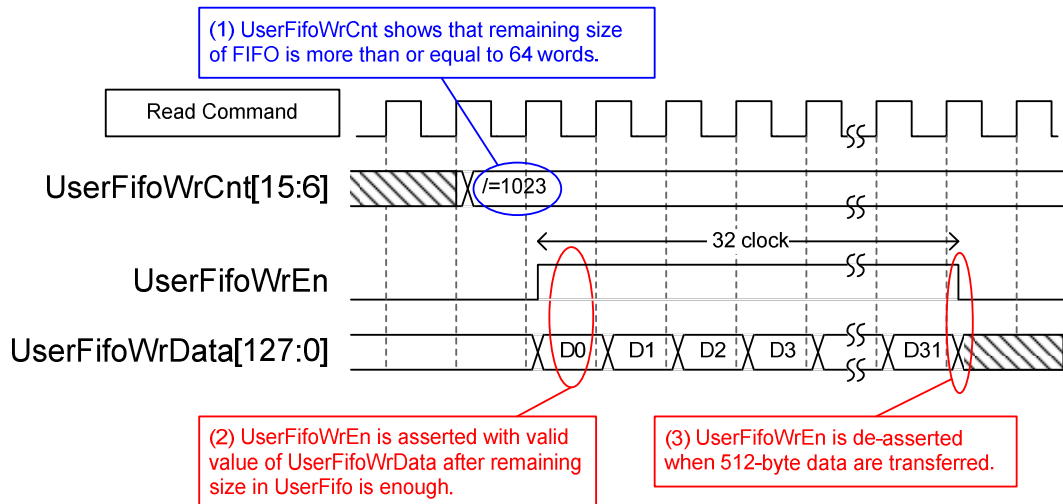 (1) UserFifoWrCnt shows that remaining size
of FIFO is more than or equal to 64 words.
Read Command
UserFifoWrCnt[15:6]
/=1023
32 clock
UserFifoWrEn
UserFifoWrData[127:0]
D0
D1
D2
D3
D31
(2) UserFifoWrEn is asserted with valid
value of UserFifoWrData after remaining
size in UserFifo is enough.
(3) UserFifoWrEn is de-asserted
when 512-byte data are transferred.